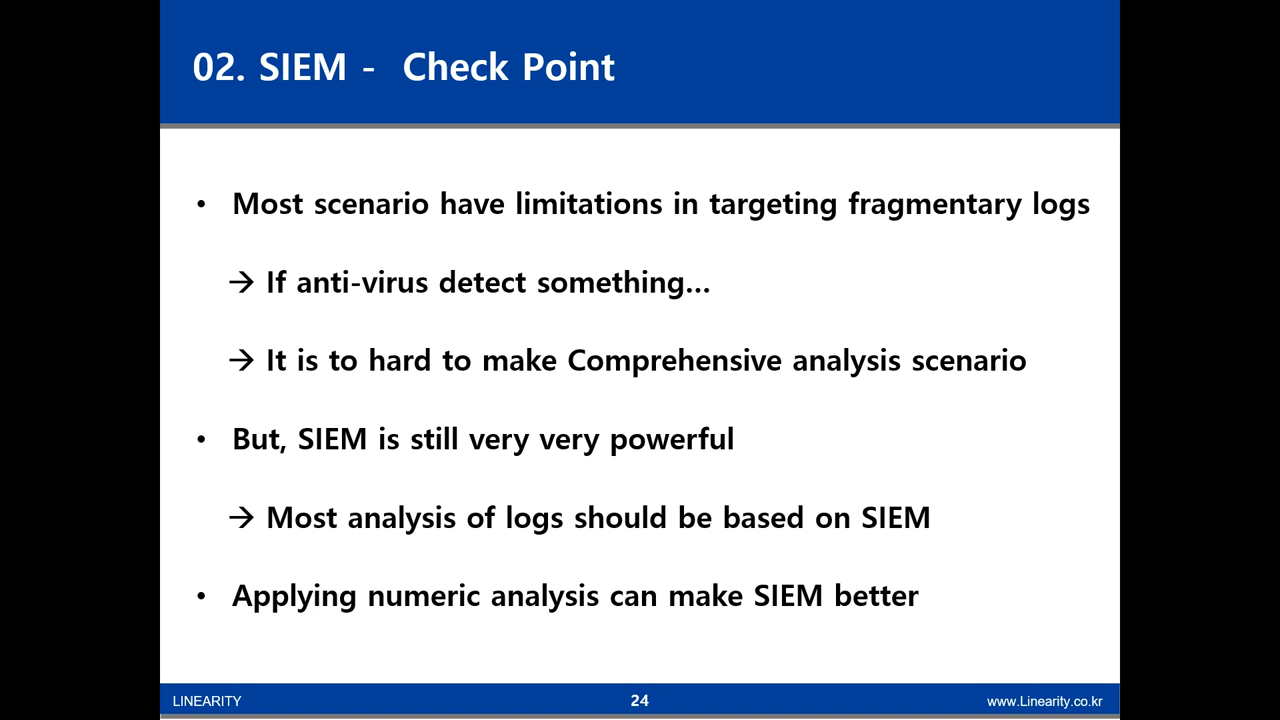 02. SIEM - Check Point
• Most scenario have limitations in targeting fragmentary logs
→ If anti-virus detect something...
→ It is to hard to make Comprehensive analysis scenario
• But, SIEM is still very very powerful
→ Most analysis of logs should be based on SIEM
• Applying numeric analysis can make SIEM better
LINEARITY
24
www.Linearity.co.kr